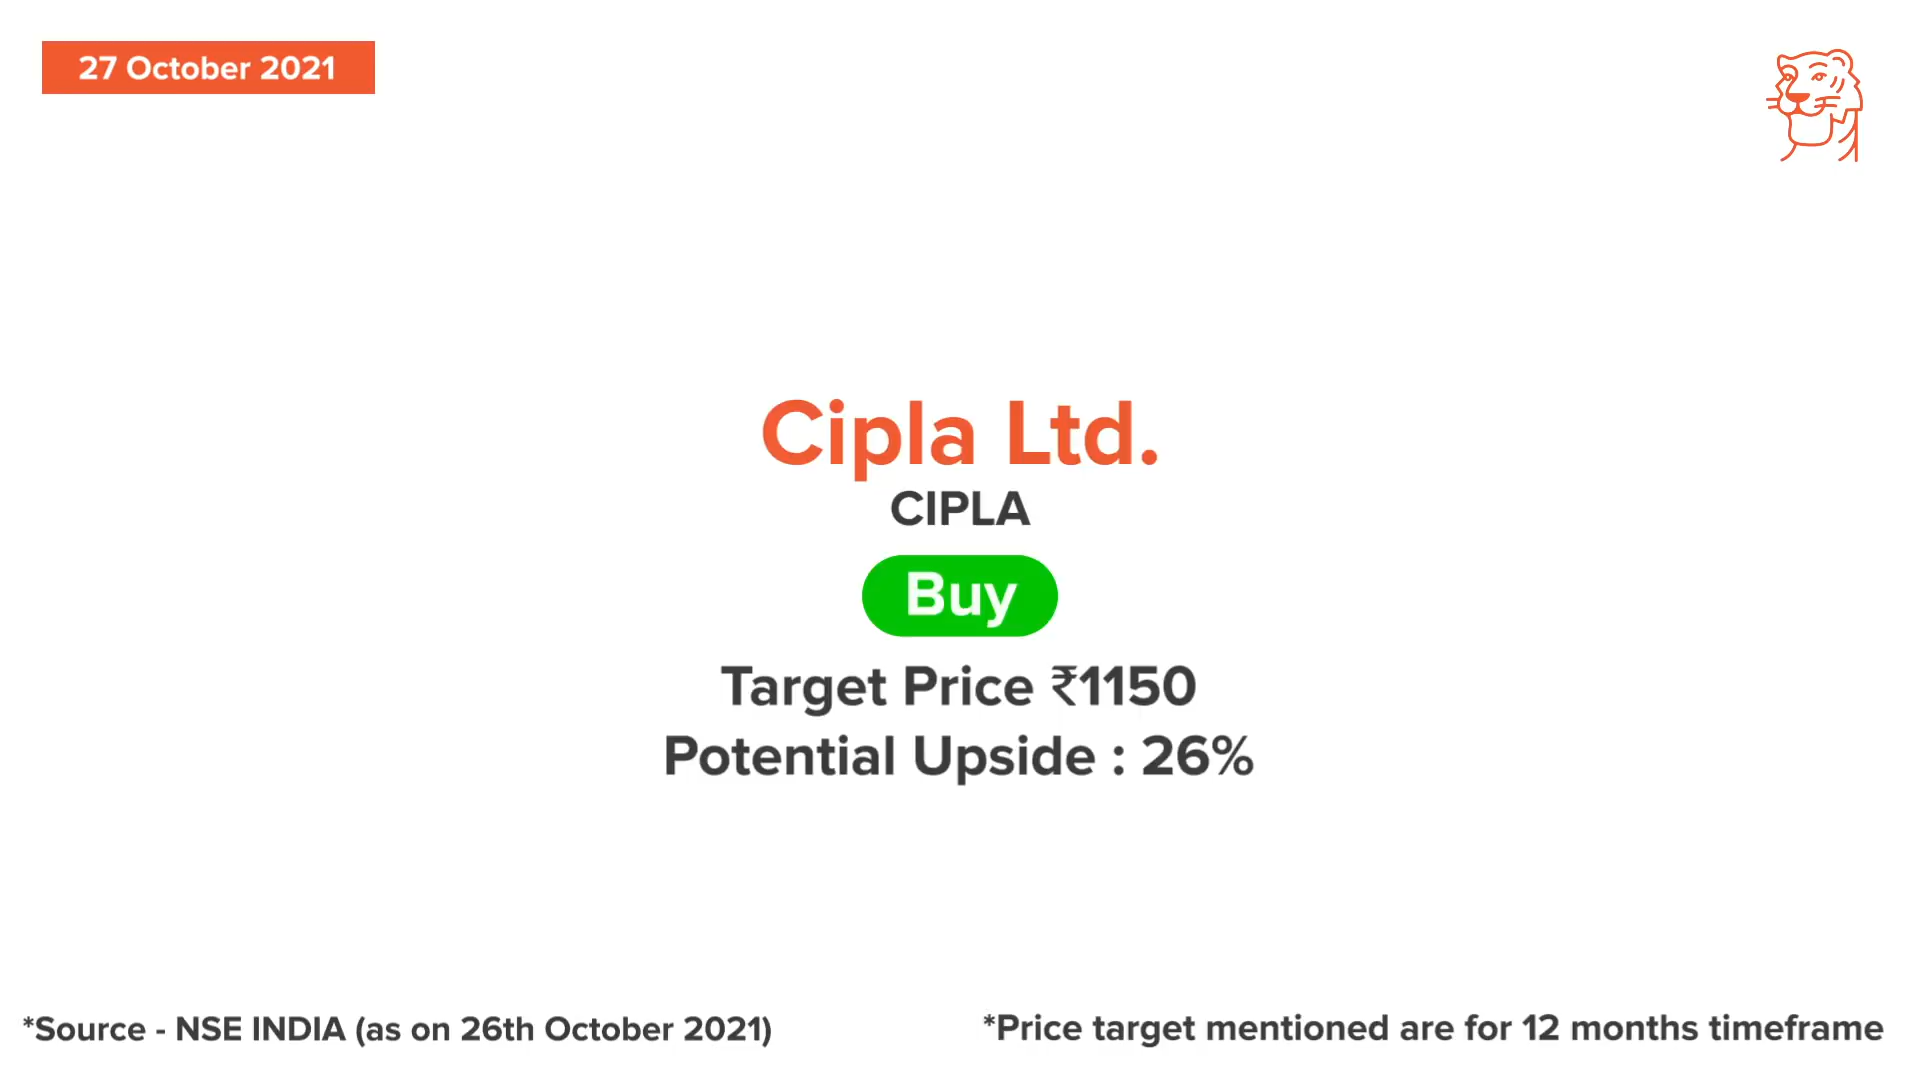 27 October 2021
Cipla Ltd.
CIPLA
Buy
Target Price ₹1150
Potential Upside : 26%
*Source - NSE INDIA (as on 26th October 2021)
*Price target mentioned are for 12 months timeframe